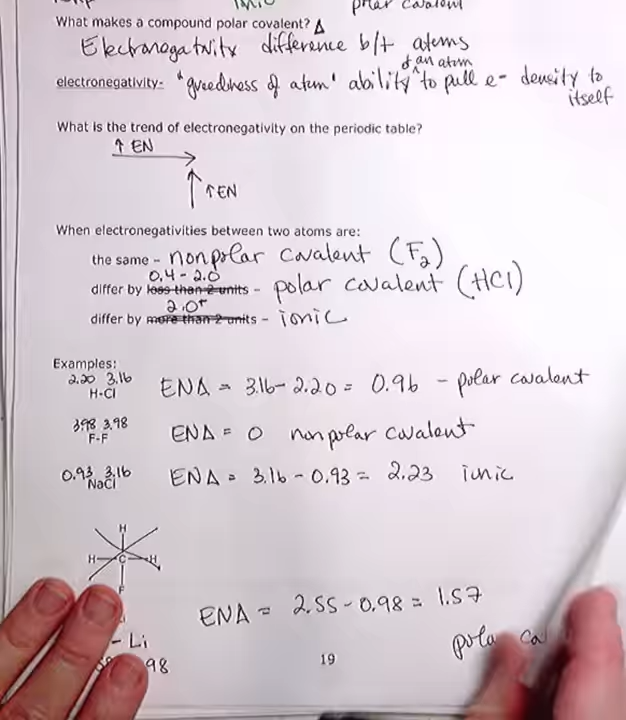 polar covalent
What makes a compound polar covalent? Δ
Electronegativity difference b/t atoms
of an atom
electronegativity- "greediness of atom" ability ^ to pull e- density to
itself
What is the trend of electronegativity on the periodic table?
↑ EN →
↑ ↑EN
When electronegativities between two atoms are:
the same - nonpolar covalent (F₂)
0.4-2.0
differ by less than 2 units - polar covalent (HCl)
2.0+
differ by more than 2 units - ionic
Examples:
2.20 3.16
H-Cl ENΔ = 3.16-2.20 = 0.96 - polar covalent
3.98 3.98
F-F ENΔ = 0 nonpolar covalent
0.93 3.16
NaCl ENΔ = 3.16-0.93 = 2.23 ionic
H
H-C-H
F
ENΔ = 2.55-0.98 = 1.57
- Li
98
19